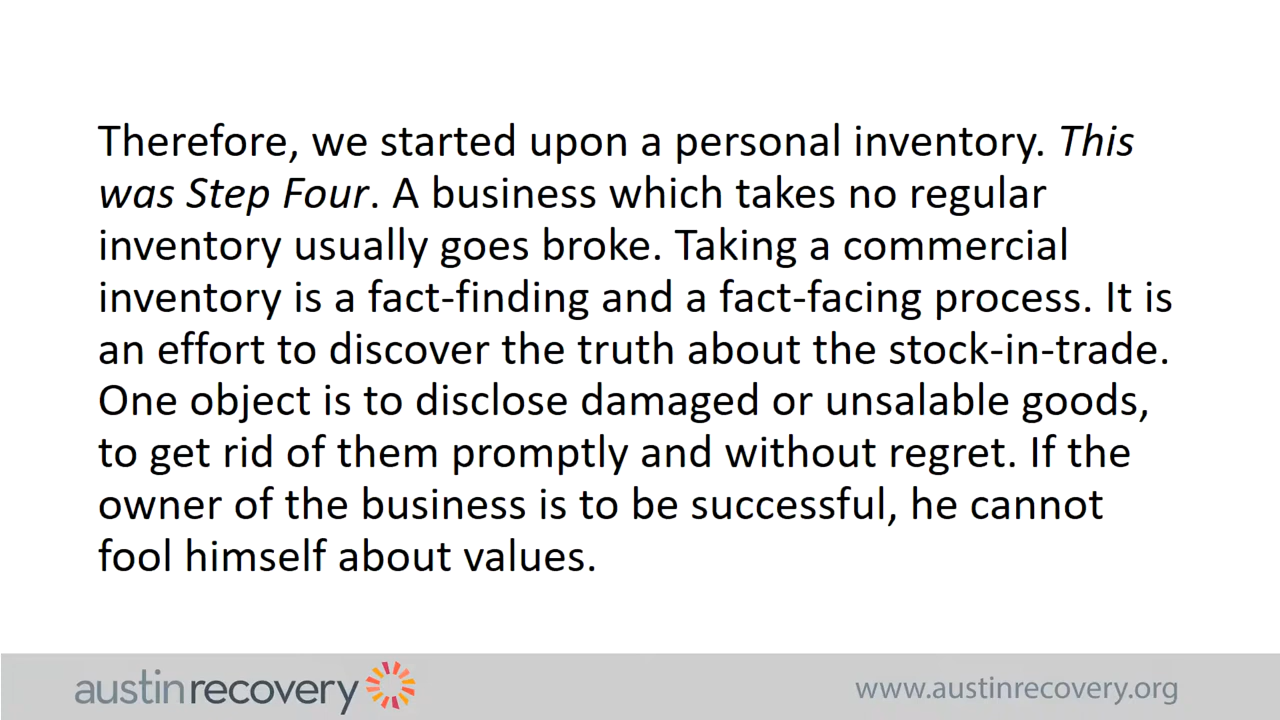 Therefore, we started upon a personal inventory. This
was Step Four. A business which takes no regular
inventory usually goes broke. Taking a commercial
inventory is a fact-finding and a fact-facing process. It is
an effort to discover the truth about the stock-in-trade.
One object is to disclose damaged or unsalable goods,
to get rid of them promptly and without regret. If the
owner of the business is to be successful, he cannot
fool himself about values.
austinrecovery
www.austinrecovery.org